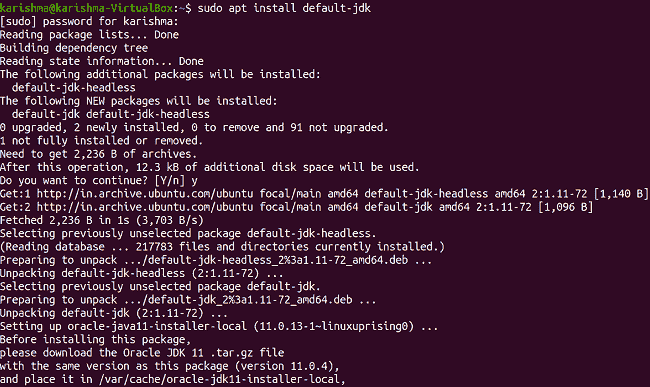 karishma@karishma-VirtualBox:~$ sudo apt install default-jdk
[sudo] password for karishma:
Reading package lists... Done
Building dependency tree
Reading state information... Done
The following additional packages will be installed:
  default-jdk-headless
The following NEW packages will be installed:
  default-jdk default-jdk-headless
0 upgraded, 2 newly installed, 0 to remove and 91 not upgraded.
1 not fully installed or removed.
Need to get 2,236 B of archives.
After this operation, 12.3 kB of additional disk space will be used.
Do you want to continue? [Y/n] y
Get:1 http://in.archive.ubuntu.com/ubuntu focal/main amd64 default-jdk-headless amd64 2:1.11-72 [1,140 B]
Get:2 http://in.archive.ubuntu.com/ubuntu focal/main amd64 default-jdk amd64 2:1.11-72 [1,096 B]
Fetched 2,236 B in 1s (3,703 B/s)
Selecting previously unselected package default-jdk-headless.
(Reading database ... 217783 files and directories currently installed.)
Preparing to unpack .../default-jdk-headless_2%3a1.11-72_amd64.deb ...
Unpacking default-jdk-headless (2:1.11-72) ...
Selecting previously unselected package default-jdk.
Preparing to unpack .../default-jdk_2%3a1.11-72_amd64.deb ...
Unpacking default-jdk (2:1.11-72) ...
Setting up oracle-java11-installer-local (11.0.13-1~linuxuprising0) ...
Before installing this package,
please download the Oracle JDK 11 .tar.gz file
with the same version as this package (version 11.0.4),
and place it in /var/cache/oracle-jdk11-installer-local,